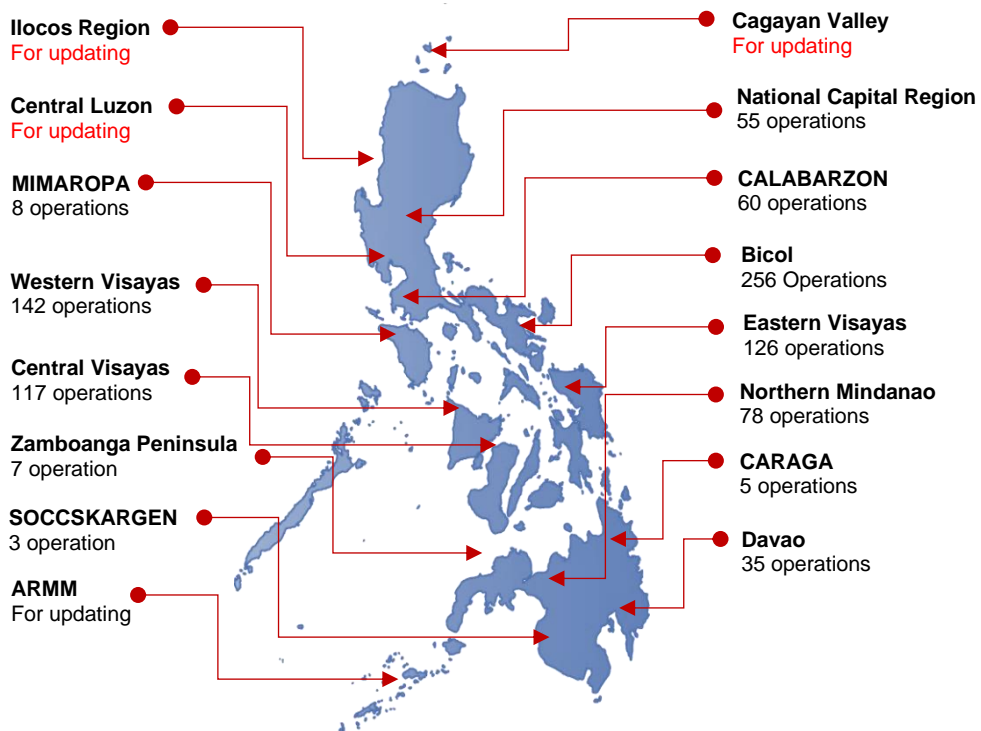 Ilocos Region
For updating
Central Luzon
For updating
MIMAROPA
8 operations
Western Visayas
142 operations
Central Visayas
117 operations
Zamboanga Peninsula
7 operation
SOCCSKARGEN
3 operation
ARMM
For updating
Cagayan Valley
For updating
National Capital Region
55 operations
CALABARZON
60 operations
Bicol
256 Operations
Eastern Visayas
126 operations
Northern Mindanao
78 operations
CARAGA
5 operations
Davao
35 operations